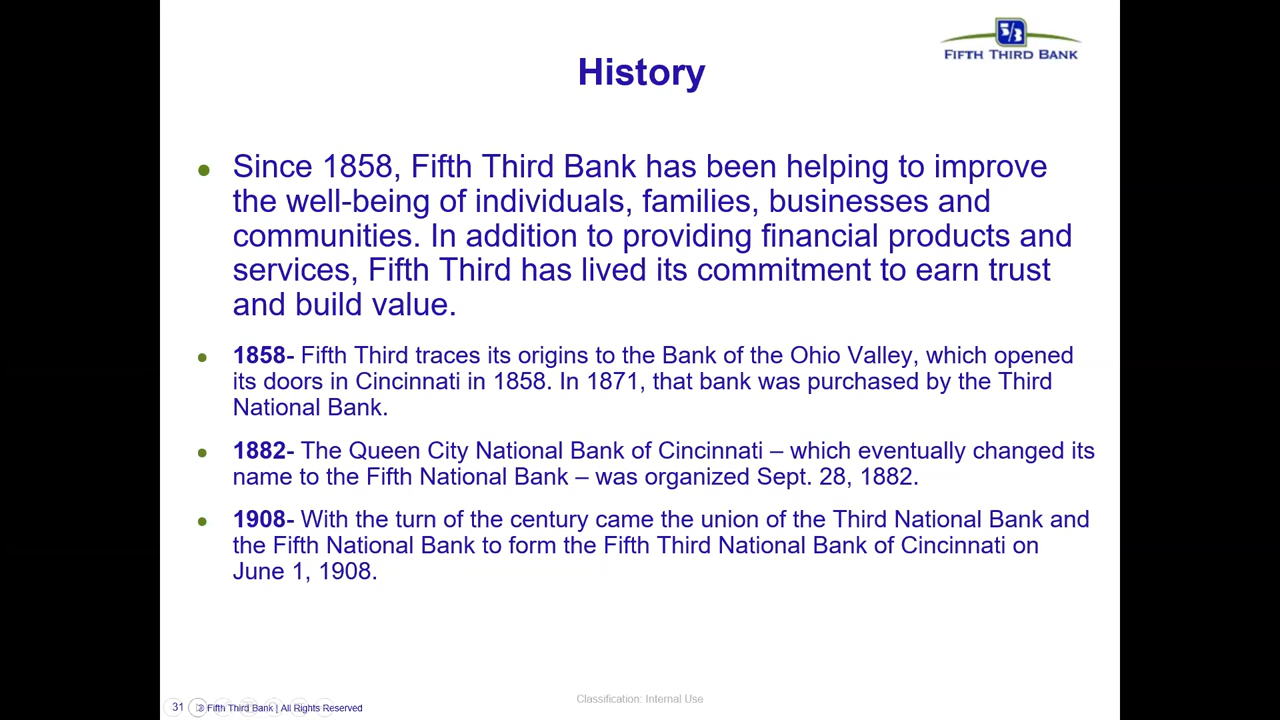 5/3
FIFTH THIRD BANK
History
Since 1858, Fifth Third Bank has been helping to improve
the well-being of individuals, families, businesses and
communities. In addition to providing financial products and
services, Fifth Third has lived its commitment to earn trust
and build value.
1858- Fifth Third traces its origins to the Bank of the Ohio Valley, which opened
its doors in Cincinnati in 1858. In 1871, that bank was purchased by the Third
National Bank.
1882- The Queen City National Bank of Cincinnati – which eventually changed its
name to the Fifth National Bank – was organized Sept. 28, 1882.
1908- With the turn of the century came the union of the Third National Bank and
the Fifth National Bank to form the Fifth Third National Bank of Cincinnati on
June 1, 1908.
Classification: Internal Use
31 © Fifth Third Bank | All Rights Reserved